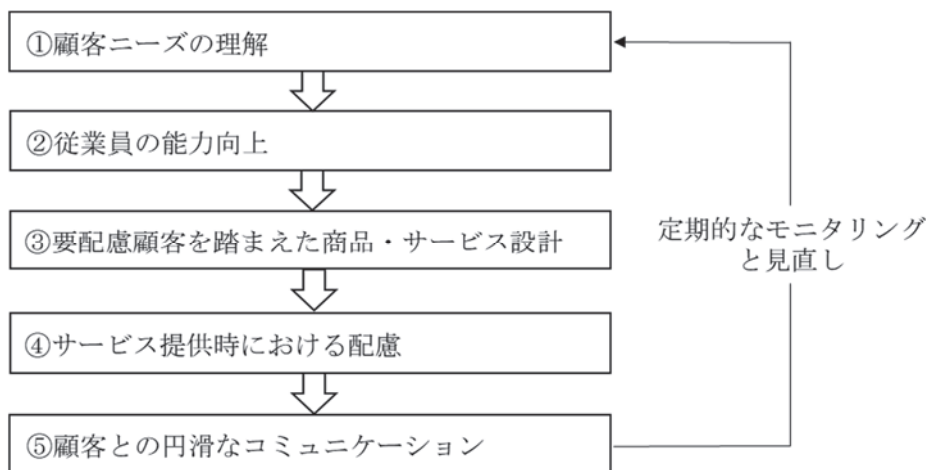 ①顧客ニーズの理解
②従業員の能力向上
③要配慮顧客を踏まえた商品・サービス設計
④サービス提供時における配慮
⑤顧客との円滑なコミュニケーション
定期的なモニタリング
と見直し